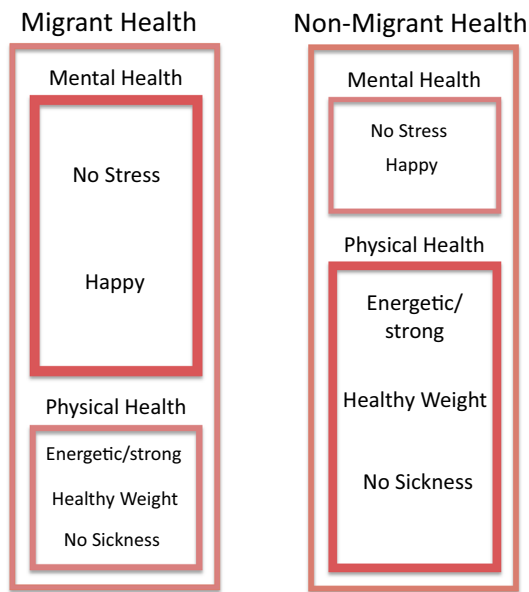 Migrant Health
Mental Health
No Stress
Happy
Physical Health
Energetic/strong
Healthy Weight
No Sickness
Non-Migrant Health
Mental Health
No Stress
Happy
Physical Health
Energetic/
strong
Healthy Weight
No Sickness